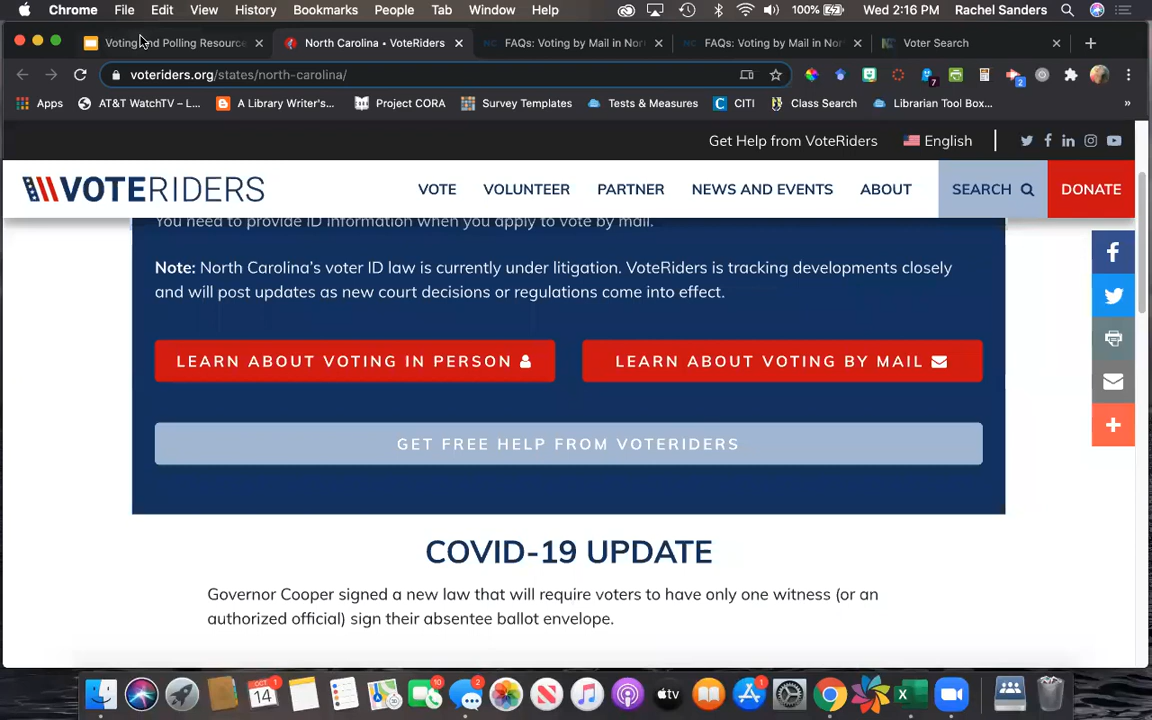 Chrome File Edit View History Bookmarks People Tab Window Help 100% Wed 2:16 PM Rachel Sanders
Voting and Polling Resource North Carolina • VoteRiders FAQs: Voting by Mail in Nor FAQs: Voting by Mail in Nor Voter Search
voteriders.org/states/north-carolina/ 7 2
Apps AT&T WatchTV – L... A Library Writer's... Project CORA Survey Templates Tests & Measures CITI Class Search Librarian Tool Box... »
Get Help from VoteRiders English
VOTERIDERS VOTE VOLUNTEER PARTNER NEWS AND EVENTS ABOUT SEARCH DONATE
You need to provide ID information when you apply to vote by mail.
Note: North Carolina's voter ID law is currently under litigation. VoteRiders is tracking developments closely
and will post updates as new court decisions or regulations come into effect.
LEARN ABOUT VOTING IN PERSON LEARN ABOUT VOTING BY MAIL
GET FREE HELP FROM VOTERIDERS
COVID-19 UPDATE
Governor Cooper signed a new law that will require voters to have only one witness (or an
authorized official) sign their absentee ballot envelope.
OCT 14 10 2 tv 1